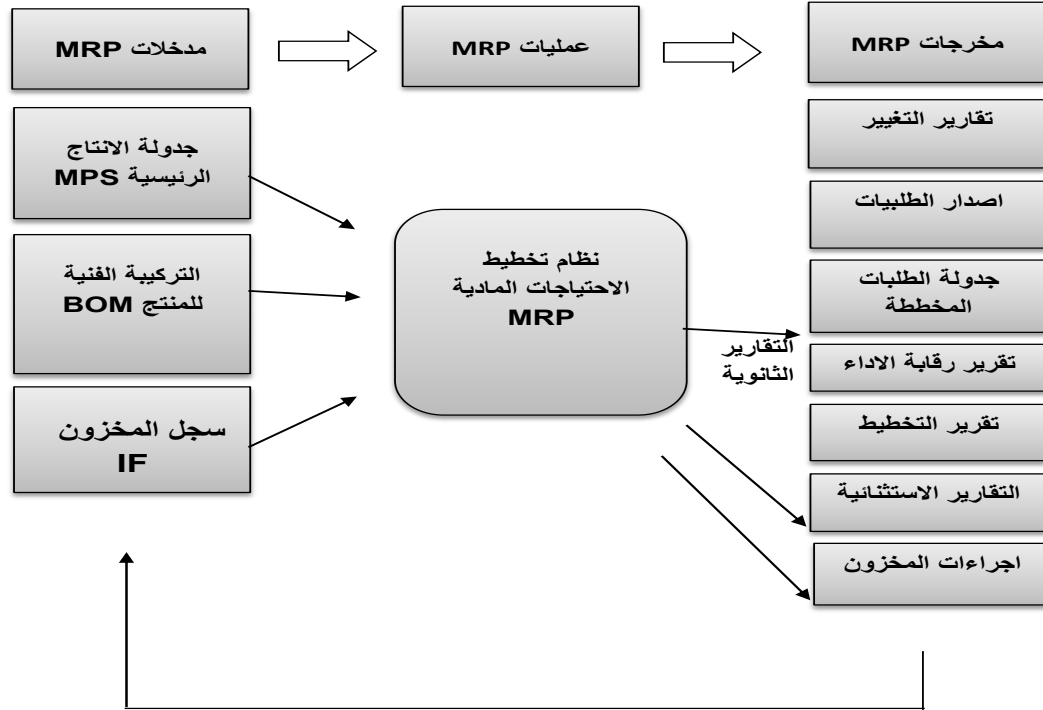 مدخلات MRP
عمليات MRP
مخرجات MRP
جدولة الانتاج
الرئيسية MPS
التركيبة الفنية
للمنتج BOM
سجل المخزون
IF
نظام تخطيط
الاحتياجات المادية
MRP
التقارير
الثانوية
تقارير التغيير
اصدار الطلبيات
جدولة الطلبات
المخططة
تقرير رقابة الاداء
تقرير التخطيط
التقارير الاستثنائية
اجراءات المخزون